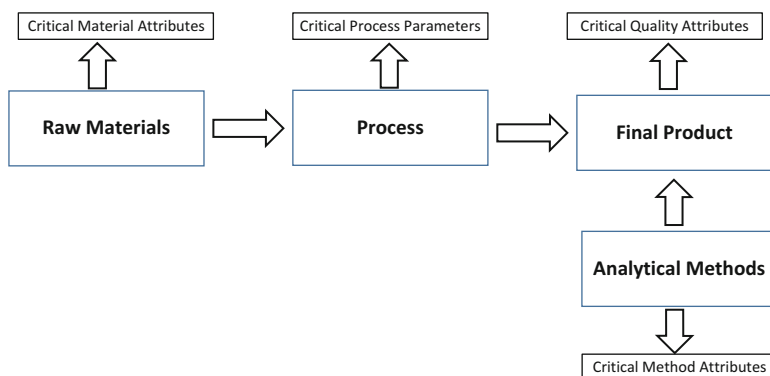 Critical Material Attributes
Critical Process Parameters
Critical Quality Attributes
Raw Materials
Process
Final Product
Analytical Methods
Critical Method Attributes